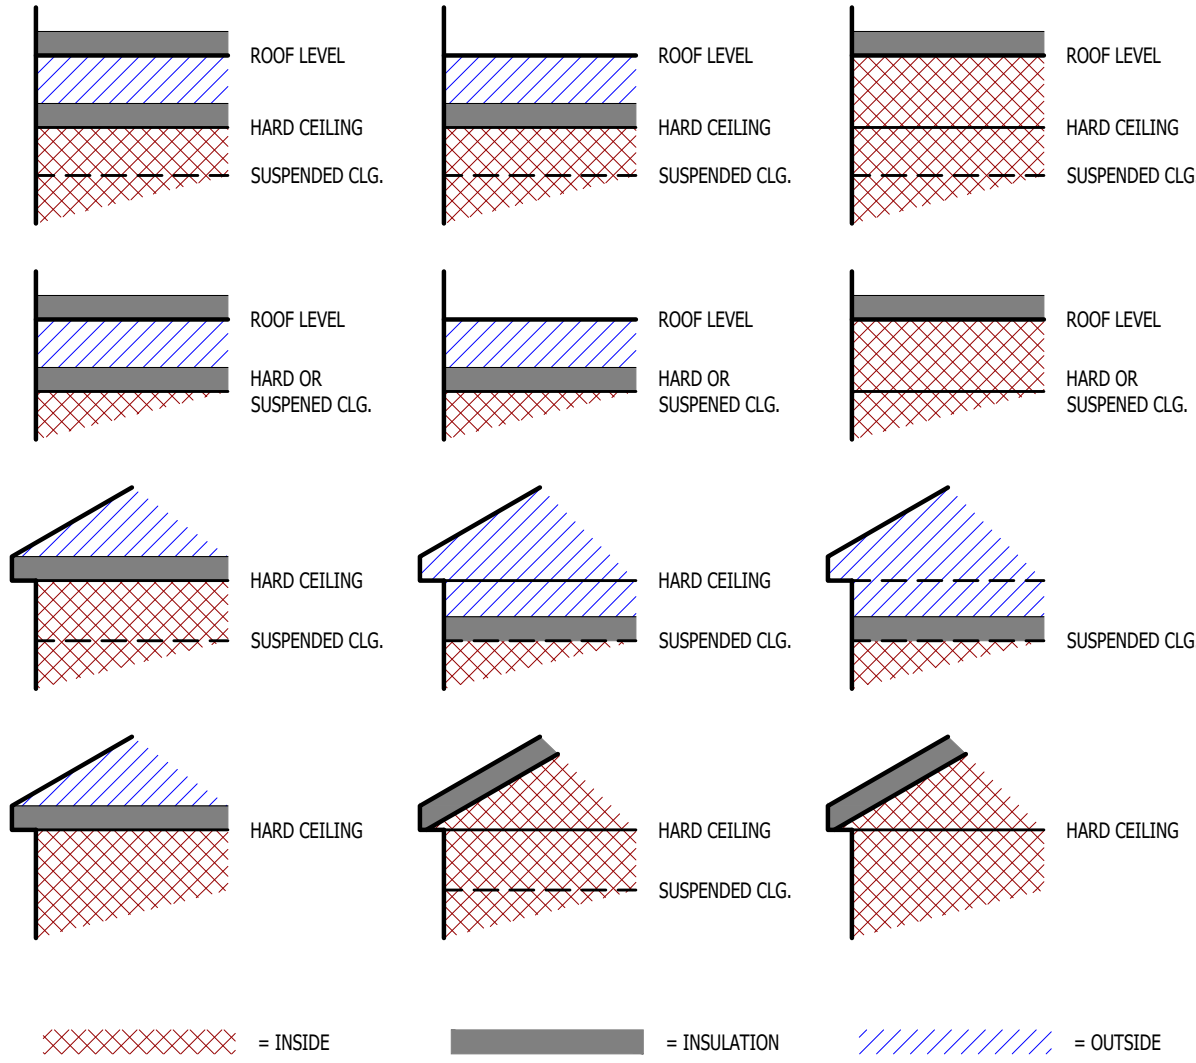 ROOF LEVEL
HARD CEILING
SUSPENDED CLG.
ROOF LEVEL
HARD CEILING
SUSPENDED CLG.
ROOF LEVEL
HARD CEILING
SUSPENDED CLG
ROOF LEVEL
HARD OR
SUSPENED CLG.
ROOF LEVEL
HARD OR
SUSPENED CLG.
ROOF LEVEL
HARD OR
SUSPENED CLG.
HARD CEILING
SUSPENDED CLG.
HARD CEILING
SUSPENDED CLG.
SUSPENDED CLG
HARD CEILING
HARD CEILING
SUSPENDED CLG.
HARD CEILING
= INSIDE
= INSULATION
= OUTSIDE